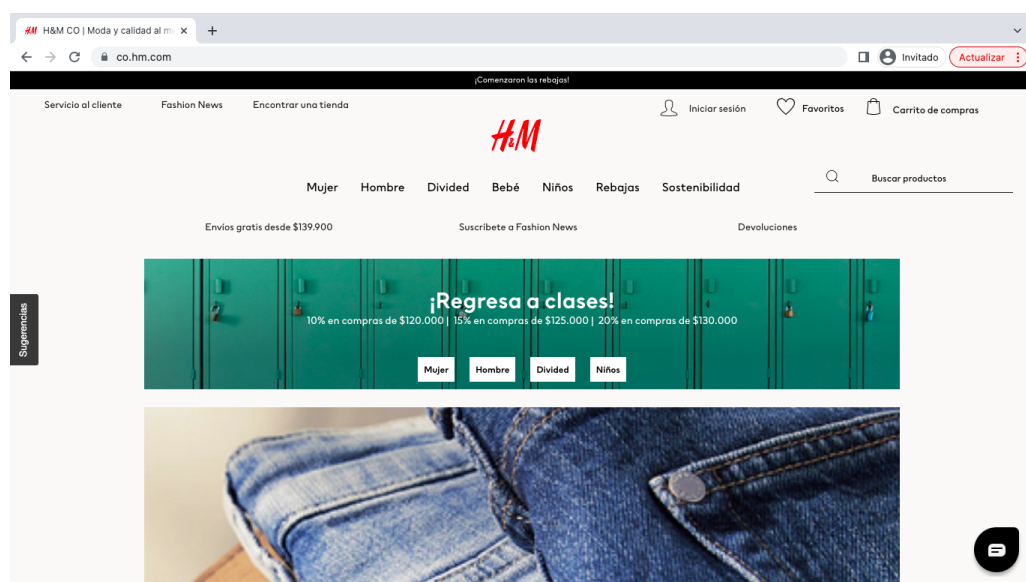 H&M CO | Moda y calidad al m
co.hm.com
Invitado
Actualizar
¡Comenzaron las rebajas!
Servicio al cliente
Fashion News
Encontrar una tienda
Iniciar sesión
Favoritos
Carrito de compras
H&M
Mujer
Hombre
Divided
Bebé
Niños
Rebajas
Sostenibilidad
Buscar productos
Envíos gratis desde $139.900
Suscríbete a Fashion News
Devoluciones
¡Regresa a clases!
10% en compras de $120.000 | 15% en compras de $125.000 | 20% en compras de $130.000
Mujer
Hombre
Divided
Niños
Sugerencias